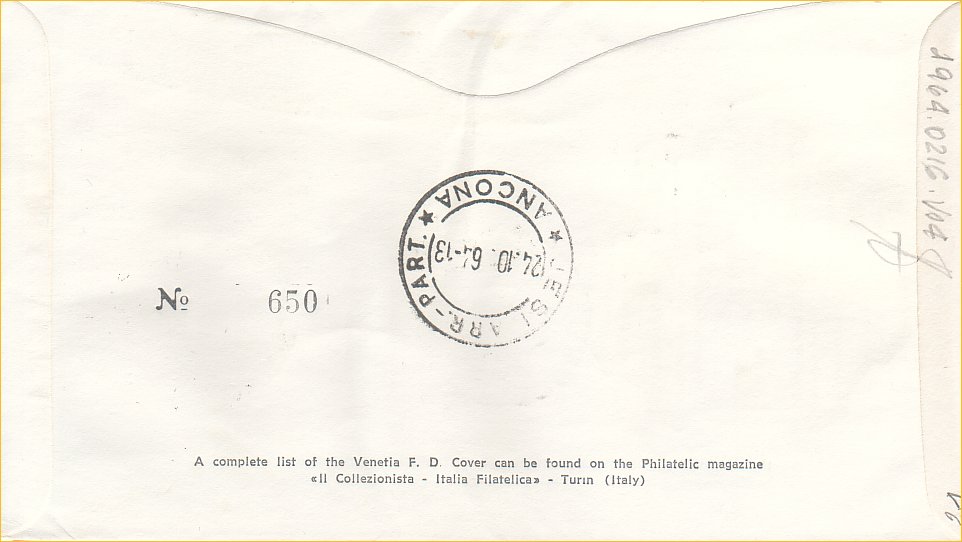 1964.0216.V04
Nº 650
★ ANCONA ★
24.10.64-13
JESI ARR.-PART.
A complete list of the Venetia F. D. Cover can be found on the Philatelic magazine
«Il Collezionista - Italia Filatelica» - Turin (Italy)